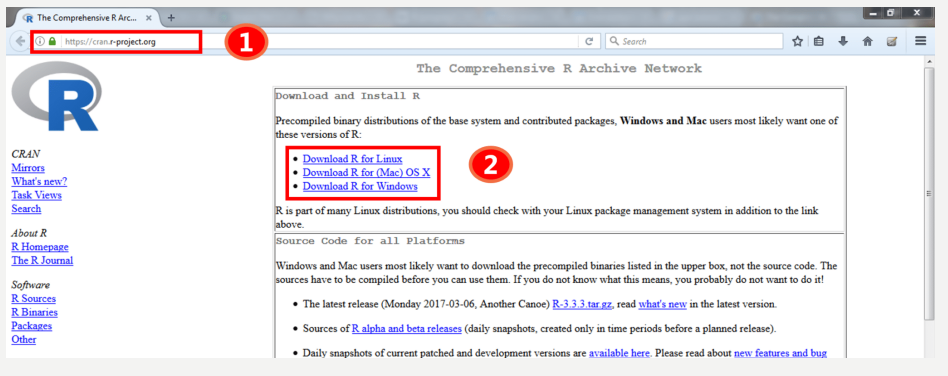 The Comprehensive R Arc... × +
https://cran.r-project.org
1
Search
R
The Comprehensive R Archive Network
Download and Install R
Precompiled binary distributions of the base system and contributed packages, Windows and Mac users most likely want one of
these versions of R:
• Download R for Linux
• Download R for (Mac) OS X
• Download R for Windows
2
R is part of many Linux distributions, you should check with your Linux package management system in addition to the link
above.
Source Code for all Platforms
Windows and Mac users most likely want to download the precompiled binaries listed in the upper box, not the source code. The
sources have to be compiled before you can use them. If you do not know what this means, you probably do not want to do it!
• The latest release (Monday 2017-03-06, Another Canoe) R-3.3.3.tar.gz, read what's new in the latest version.
• Sources of R alpha and beta releases (daily snapshots, created only in time periods before a planned release).
• Daily snapshots of current patched and development versions are available here. Please read about new features and bug
CRAN
Mirrors
What's new?
Task Views
Search
About R
R Homepage
The R Journal
Software
R Sources
R Binaries
Packages
Other